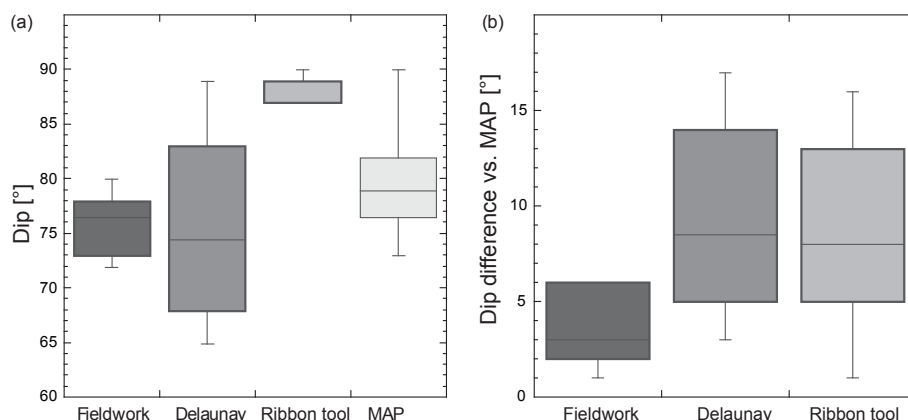 (a)
Dip [°]
90
85
80
75
70
65
60
Fieldwork Delaunay Ribbon tool MAP
(b)
Dip difference vs. MAP [°]
15
10
5
0
Fieldwork Delaunay Ribbon tool